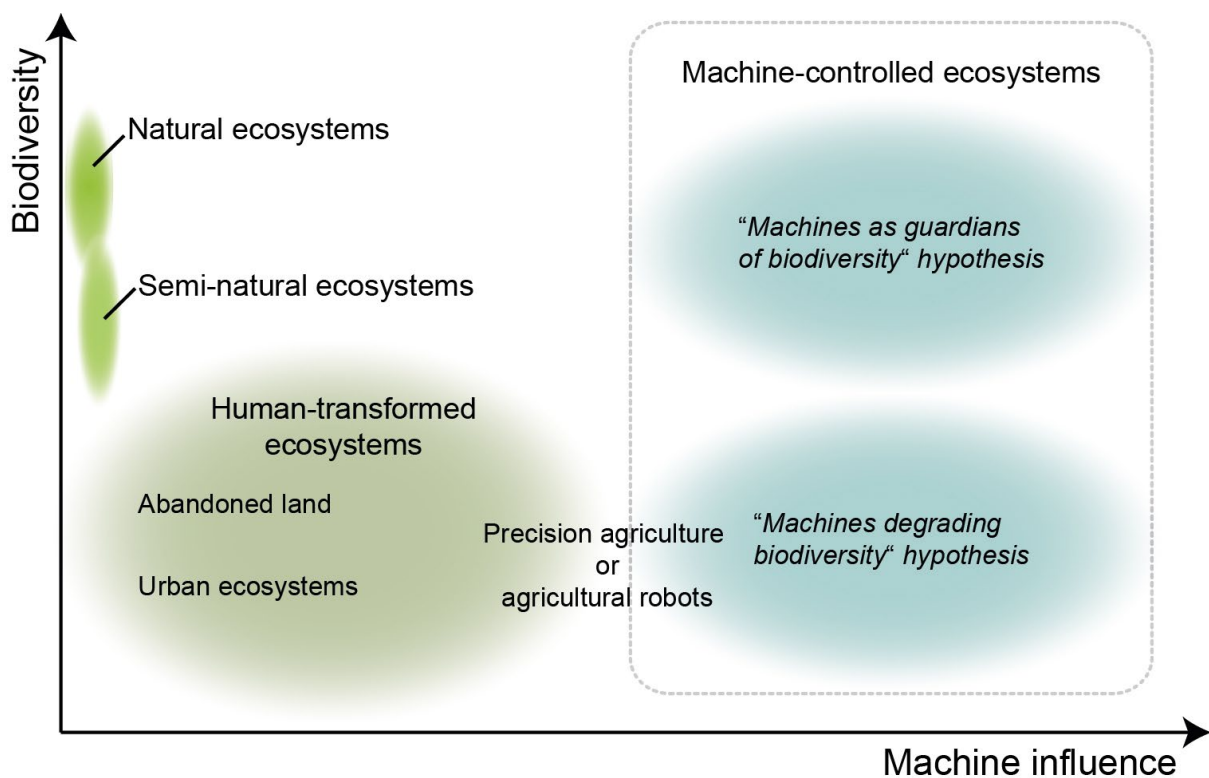 Biodiversity
Machine-controlled ecosystems
Natural ecosystems
“Machines as guardians
of biodiversity“ hypothesis
Semi-natural ecosystems
Human-transformed
ecosystems
Abandoned land
Urban ecosystems
Precision agriculture
or
agricultural robots
“Machines degrading
biodiversity“ hypothesis
Machine influence